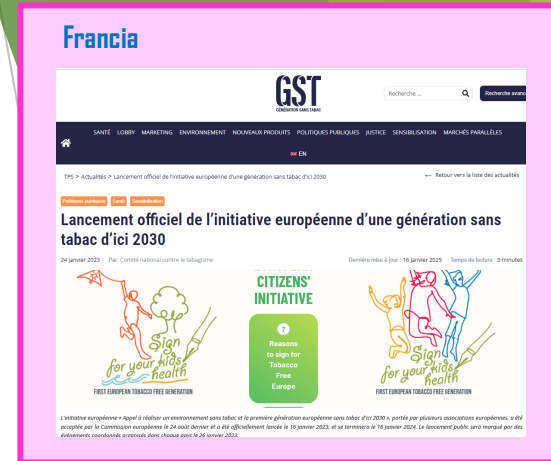 Francia
GST
GÉNÉRATION SANS TABAC
Recherche ...
Recherche avanc
SANTÉ LOBBY MARKETING ENVIRONNEMENT NOUVEAUX PRODUITS POLITIQUES PUBLIQUES JUSTICE SENSIBILISATION MARCHÉS PARALLÈLES
EN
TPS > Actualités > Lancement officiel de l'initiative européenne d'une génération sans tabac d'ici 2030
← Retour vers la liste des actualités
Politiques publiques Santé Sensibilisation
Lancement officiel de l'initiative européenne d'une génération sans
tabac d'ici 2030
24 janvier 2023 Par: Comité national contre le tabagisme
Dernière mise à jour : 16 janvier 2025 Temps de lecture : 3 minutes
Sign
for your kids
health
FIRST EUROPEAN TOBACCO FREE GENERATION
CITIZENS'
INITIATIVE
7
Reasons
to sign for
Tobacco
Free
Europe
Sign
for your kids
health
FIRST EUROPEAN TOBACCO FREE GENERATION
L'initiative européenne « Appel à réaliser un environnement sans tabac et la première génération européenne sans tabac d'ici 2030 », portée par plusieurs associations européennes, a été
acceptée par la Commission européenne le 24 août dernier et a été officiellement lancée le 16 janvier 2023, et se terminera le 16 janvier 2024. Le lancement public sera marqué par des
événements coordonnés organisés dans chaque pays le 26 janvier 2023.